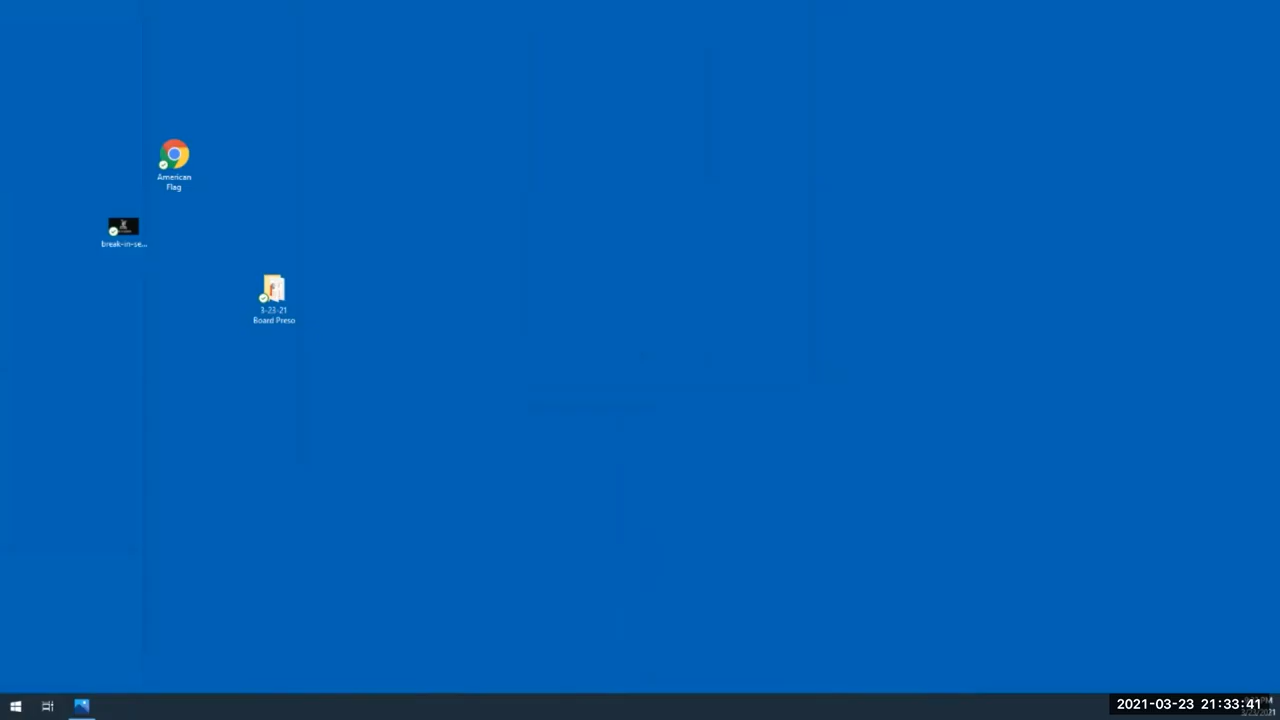 American
Flag
break-in-se...
3-23-21
Board Preso
2021-03-23 21:33:41